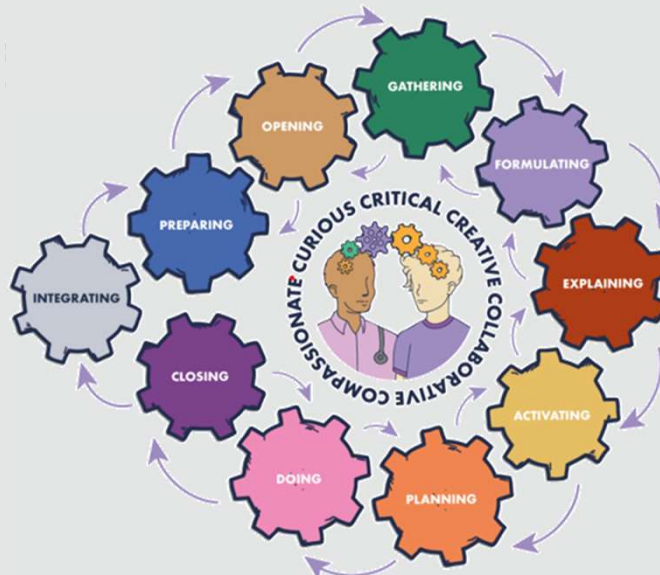 GATHERING
OPENING
FORMULATING
PREPARING
CURIOUS CRITICAL CREATIVE COLLABORATIVE COMPASSIONATE
EXPLAINING
INTEGRATING
CLOSING
ACTIVATING
DOING
PLANNING